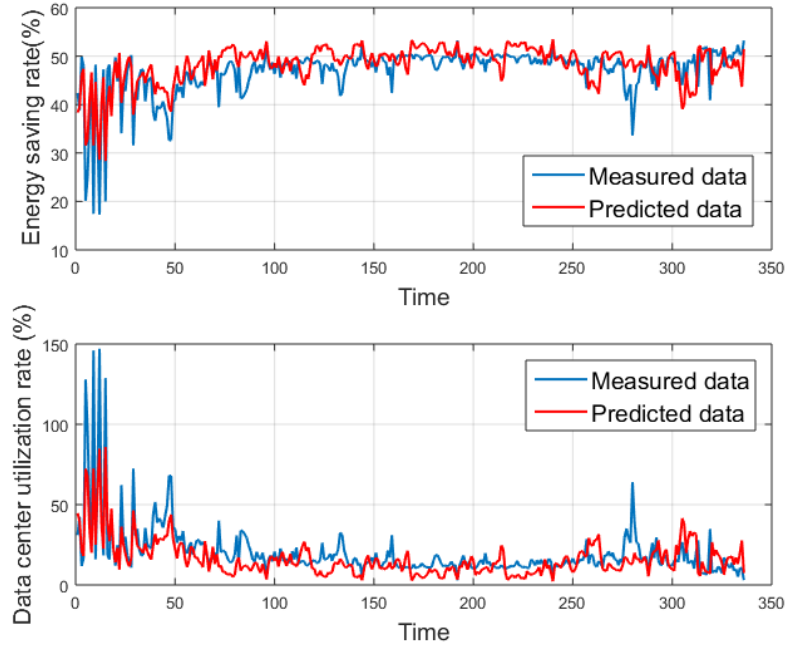 Energy saving rate(%)
60
50
40
30
20
10
0 50 100 150 200 250 300 350
Time
Measured data
Predicted data
Data center utilization rate (%)
150
100
50
0
0 50 100 150 200 250 300 350
Time
Measured data
Predicted data